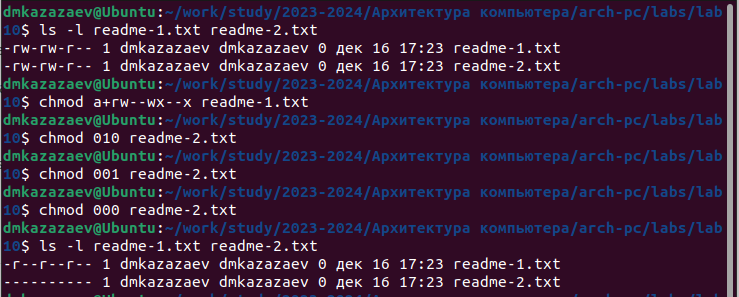 dmkazazaev@Ubuntu:~/work/study/2023-2024/Архитектура компьютера/arch-pc/labs/lab
10$ ls -l readme-1.txt readme-2.txt
-rw-rw-r-- 1 dmkazazaev dmkazazaev 0 дек 16 17:23 readme-1.txt
-rw-rw-r-- 1 dmkazazaev dmkazazaev 0 дек 16 17:23 readme-2.txt
dmkazazaev@Ubuntu:~/work/study/2023-2024/Архитектура компьютера/arch-pc/labs/lab
10$ chmod a+rw--wx--x readme-1.txt
dmkazazaev@Ubuntu:~/work/study/2023-2024/Архитектура компьютера/arch-pc/labs/lab
10$ chmod 010 readme-2.txt
dmkazazaev@Ubuntu:~/work/study/2023-2024/Архитектура компьютера/arch-pc/labs/lab
10$ chmod 001 readme-2.txt
dmkazazaev@Ubuntu:~/work/study/2023-2024/Архитектура компьютера/arch-pc/labs/lab
10$ chmod 000 readme-2.txt
dmkazazaev@Ubuntu:~/work/study/2023-2024/Архитектура компьютера/arch-pc/labs/lab
10$ ls -l readme-1.txt readme-2.txt
-r--r--r-- 1 dmkazazaev dmkazazaev 0 дек 16 17:23 readme-1.txt
---------- 1 dmkazazaev dmkazazaev 0 дек 16 17:23 readme-2.txt